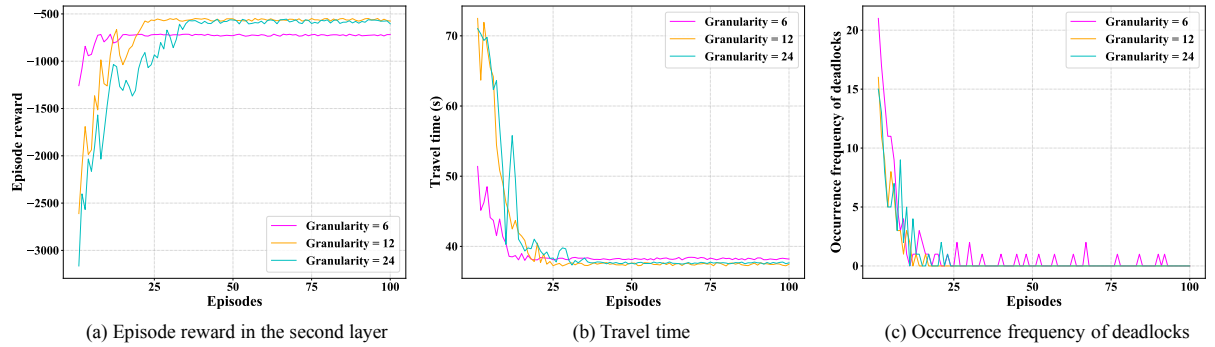 −500
−1000
−1500
−2000
−2500
−3000
Episode reward
25
50
75
100
Episodes
Granularity = 6
Granularity = 12
Granularity = 24
(a) Episode reward in the second layer
70
60
50
40
Travel time (s)
25
50
75
100
Episodes
Granularity = 6
Granularity = 12
Granularity = 24
(b) Travel time
20
15
10
5
0
Occurrence frequency of deadlocks
25
50
75
100
Episodes
Granularity = 6
Granularity = 12
Granularity = 24
(c) Occurrence frequency of deadlocks